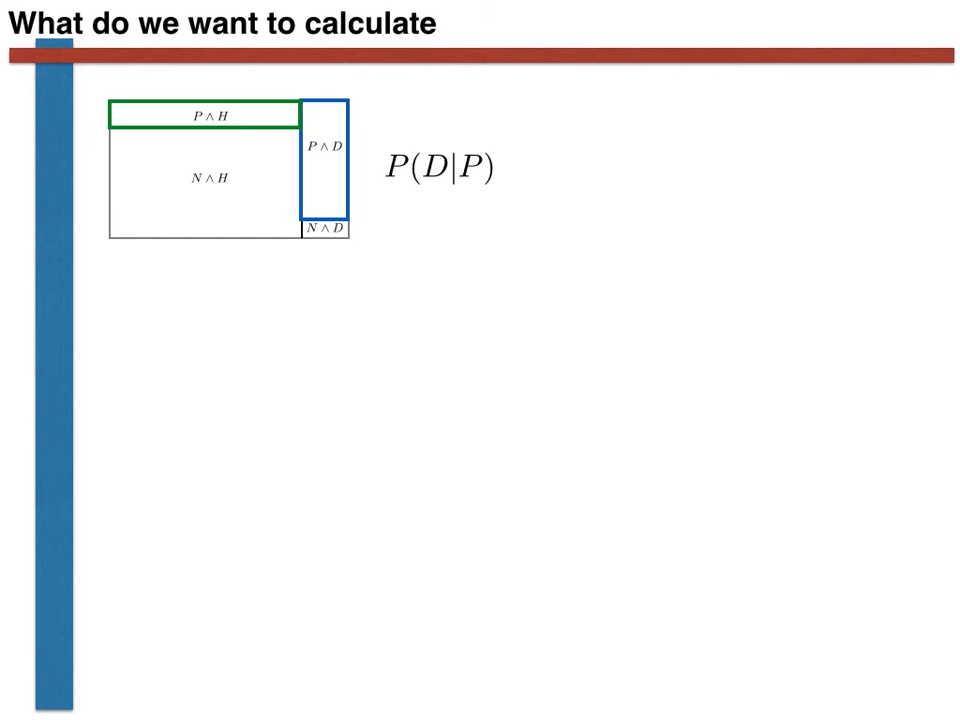 What do we want to calculate
P ∧ H
P ∧ D
P(D|P)
N ∧ H
N ∧ D